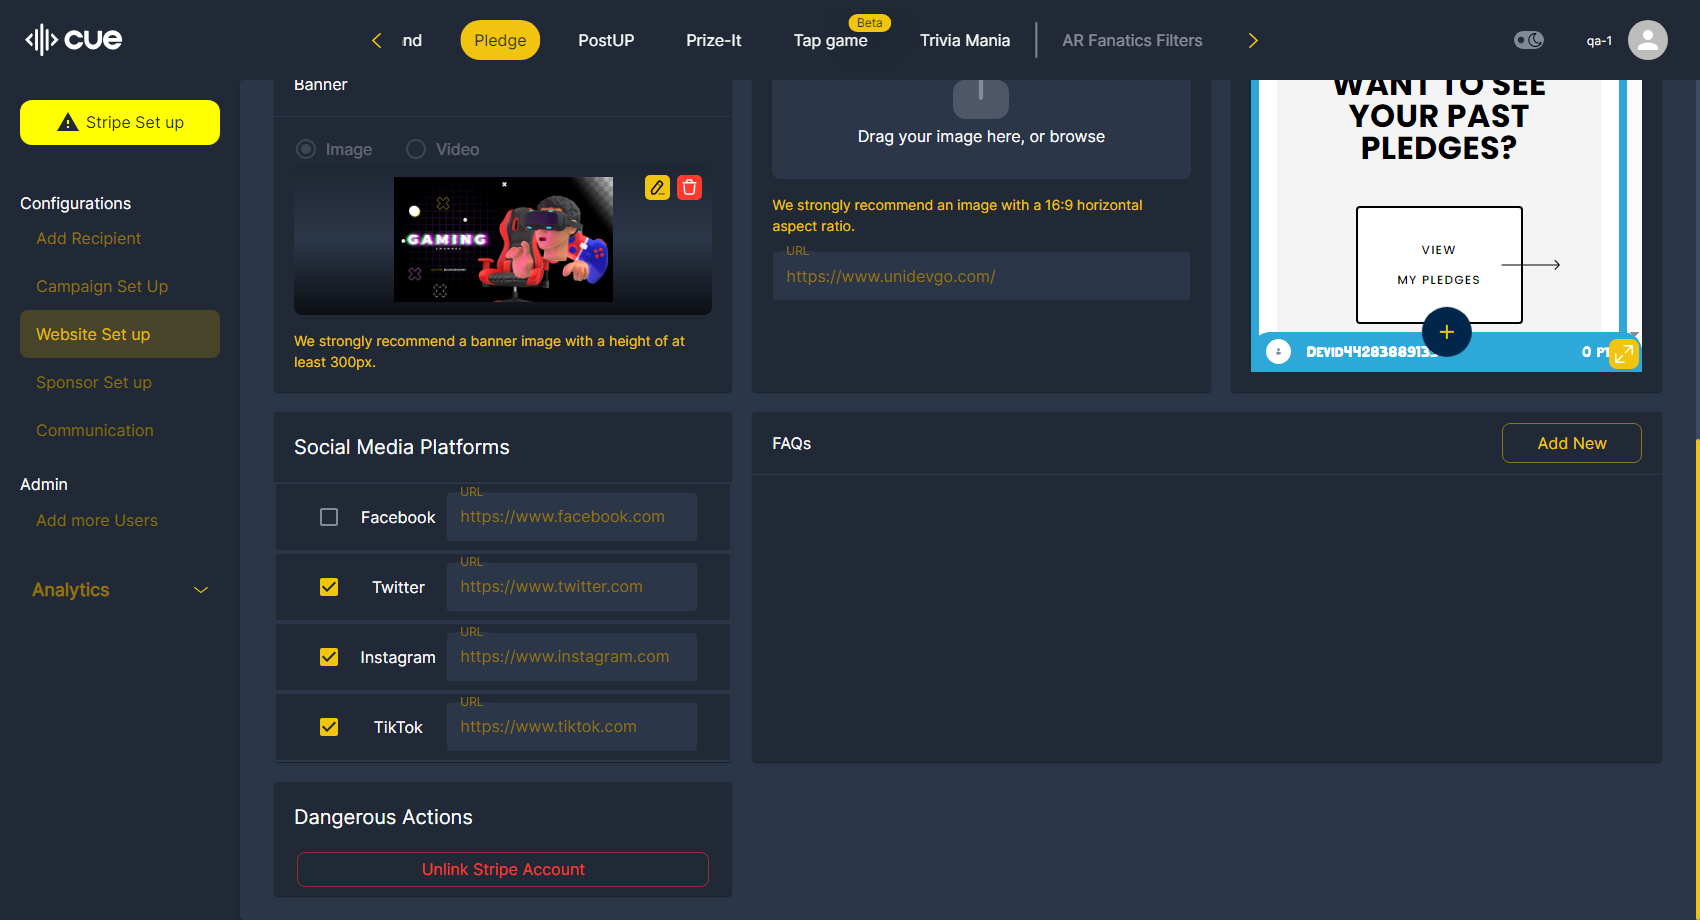 cue
nd
Pledge
PostUP
Prize-It
Beta
Tap game
Trivia Mania
AR Fanatics Filters
qa-1
Stripe Set up
Configurations
Add Recipient
Campaign Set Up
Website Set up
Sponsor Set up
Communication
Admin
Add more Users
Analytics
Banner
Image
Video
GAMING
We strongly recommend a banner image with a height of at
least 300px.
Drag your image here, or browse
We strongly recommend an image with a 16:9 horizontal
aspect ratio.
URL
https://www.unidevgo.com/
WANT TO SEE
YOUR PAST
PLEDGES?
VIEW
MY PLEDGES
0 PT
Social Media Platforms
Facebook
URL
https://www.facebook.com
Twitter
URL
https://www.twitter.com
Instagram
URL
https://www.instagram.com
TikTok
URL
https://www.tiktok.com
FAQs
Add New
Dangerous Actions
Unlink Stripe Account